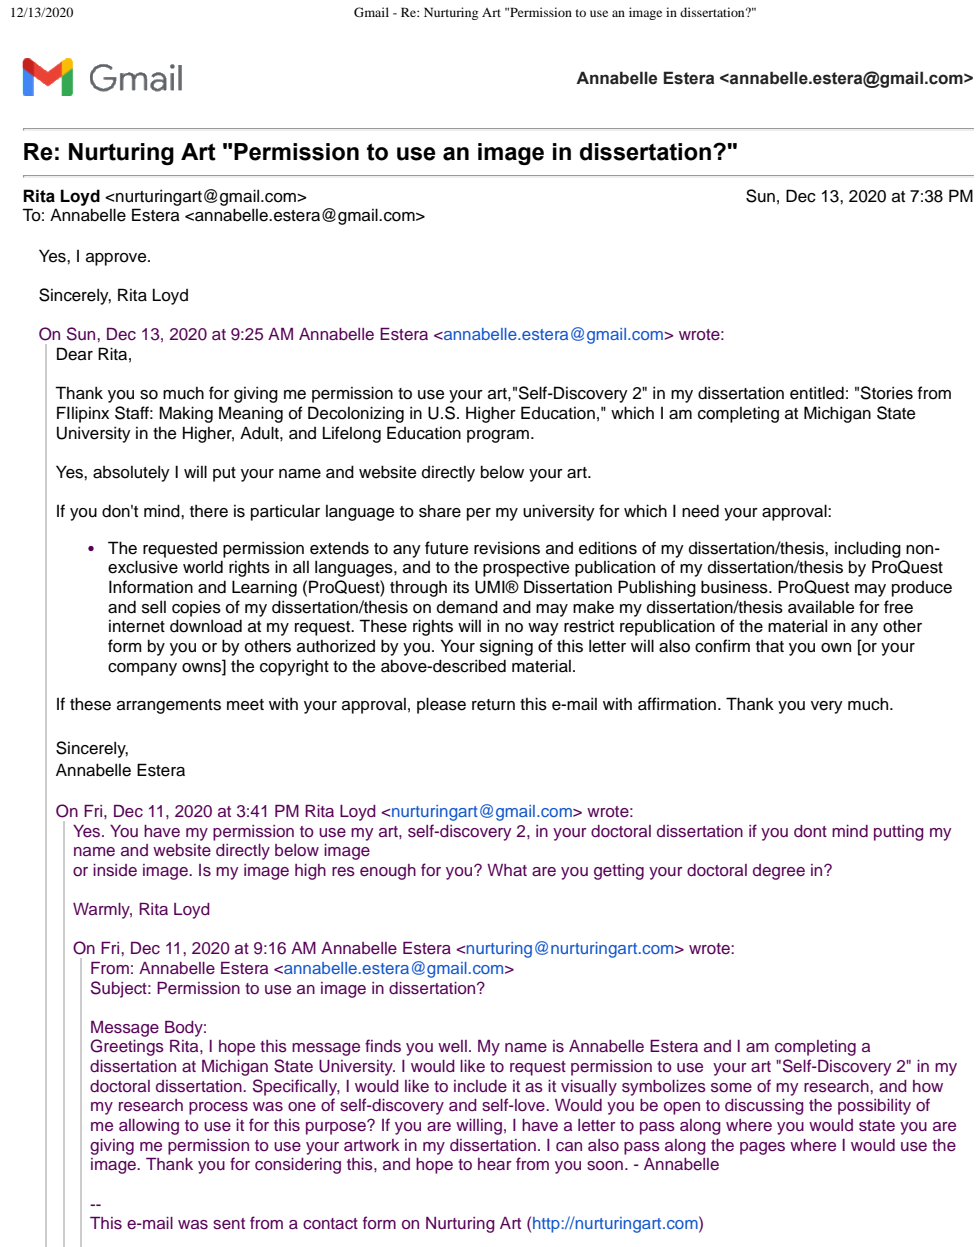 12/13/2020 Gmail - Re: Nurturing Art "Permission to use an image in dissertation?"
Gmail
Annabelle Estera <annabelle.estera@gmail.com>
Re: Nurturing Art "Permission to use an image in dissertation?"
Rita Loyd <nurturingart@gmail.com> Sun, Dec 13, 2020 at 7:38 PM
To: Annabelle Estera <annabelle.estera@gmail.com>
Yes, I approve.
Sincerely, Rita Loyd
On Sun, Dec 13, 2020 at 9:25 AM Annabelle Estera <annabelle.estera@gmail.com> wrote:
Dear Rita,
Thank you so much for giving me permission to use your art,"Self-Discovery 2" in my dissertation entitled: "Stories from
FIlipinx Staff: Making Meaning of Decolonizing in U.S. Higher Education," which I am completing at Michigan State
University in the Higher, Adult, and Lifelong Education program.
Yes, absolutely I will put your name and website directly below your art.
If you don't mind, there is particular language to share per my university for which I need your approval:
• The requested permission extends to any future revisions and editions of my dissertation/thesis, including non-
exclusive world rights in all languages, and to the prospective publication of my dissertation/thesis by ProQuest
Information and Learning (ProQuest) through its UMI® Dissertation Publishing business. ProQuest may produce
and sell copies of my dissertation/thesis on demand and may make my dissertation/thesis available for free
internet download at my request. These rights will in no way restrict republication of the material in any other
form by you or by others authorized by you. Your signing of this letter will also confirm that you own [or your
company owns] the copyright to the above-described material.
If these arrangements meet with your approval, please return this e-mail with affirmation. Thank you very much.
Sincerely,
Annabelle Estera
On Fri, Dec 11, 2020 at 3:41 PM Rita Loyd <nurturingart@gmail.com> wrote:
Yes. You have my permission to use my art, self-discovery 2, in your doctoral dissertation if you dont mind putting my
name and website directly below image
or inside image. Is my image high res enough for you? What are you getting your doctoral degree in?
Warmly, Rita Loyd
On Fri, Dec 11, 2020 at 9:16 AM Annabelle Estera <nurturing@nurturingart.com> wrote:
From: Annabelle Estera <annabelle.estera@gmail.com>
Subject: Permission to use an image in dissertation?
Message Body:
Greetings Rita, I hope this message finds you well. My name is Annabelle Estera and I am completing a
dissertation at Michigan State University. I would like to request permission to use  your art "Self-Discovery 2" in my
doctoral dissertation. Specifically, I would like to include it as it visually symbolizes some of my research, and how
my research process was one of self-discovery and self-love. Would you be open to discussing the possibility of
me allowing to use it for this purpose? If you are willing, I have a letter to pass along where you would state you are
giving me permission to use your artwork in my dissertation. I can also pass along the pages where I would use the
image. Thank you for considering this, and hope to hear from you soon. - Annabelle
--
This e-mail was sent from a contact form on Nurturing Art (http://nurturingart.com)